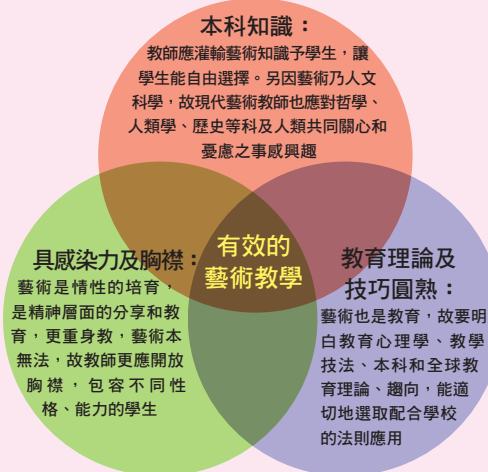 本科知識：
教師應灌輸藝術知識予學生，讓
學生能自由選擇。另因藝術乃人文
科學，故現代藝術教師也應對哲學、
人類學、歷史等科及人類共同關心和
憂慮之事感興趣
有效的
藝術教學
具感染力及胸襟：
藝術是情性的培育，
是精神層面的分享和教
育，更重身教，藝術本
無法，故教師更應開放
胸襟，包容不同性
格、能力的學生
教育理論及
技巧圓熟：
藝術也是教育，故要明
白教育心理學、教學
技法、本科和全球教
育理論、趨向，能適
切地選取配合學校
的法則應用